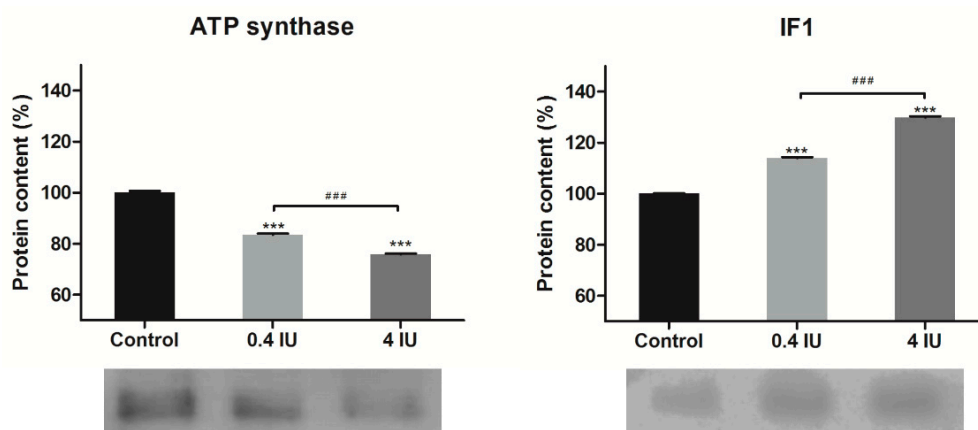 ATP synthase
Protein content (%)
140
120
100
80
60
***
***
###
Control
0.4 IU
4 IU
IF1
Protein content (%)
140
120
100
80
60
***
***
###
Control
0.4 IU
4 IU